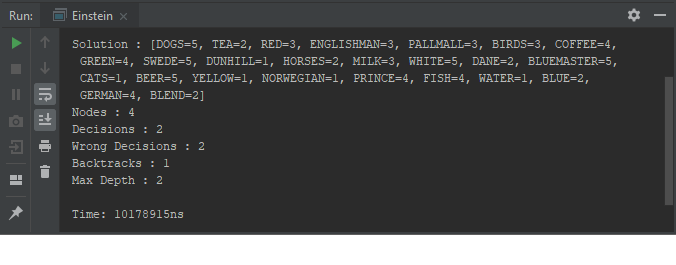 Run: Einstein
Solution : [DOGS=5, TEA=2, RED=3, ENGLISHMAN=3, PALLMALL=3, BIRDS=3, COFFEE=4,
GREEN=4, SWEDE=5, DUNHILL=1, HORSES=2, MILK=3, WHITE=5, DANE=2, BLUEMASTER=5,
CATS=1, BEER=5, YELLOW=1, NORWEGIAN=1, PRINCE=4, FISH=4, WATER=1, BLUE=2,
GERMAN=4, BLEND=2]
Nodes : 4
Decisions : 2
Wrong Decisions : 2
Backtracks : 1
Max Depth : 2
Time: 10178915ns